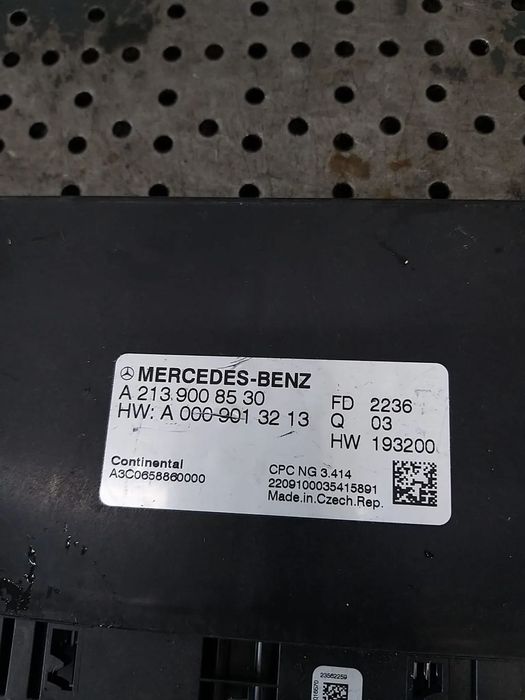 MERCEDES-BENZ
A 213 900 85 30
HW: A 000 901 32 13
FD 2236
Q 03
HW 193200
Continental
A3C0658860000
CPC NG 3.414
2209100035415891
Made.in.Czech.Rep.
23562259